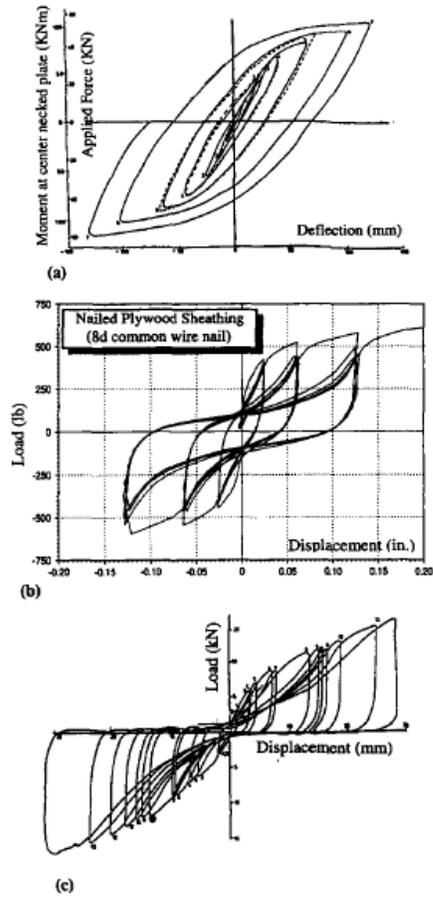 Moment at center necked plate (KNm)
Applied Force (KN)
Deflection (mm)
(a)
Nailed Plywood Sheathing
(8d common wire nail)
Load (lb)
750
500
250
0
-250
-500
-750
-0.20
-0.15
-0.10
-0.05
0
0.05
0.10
0.15
0.20
Displacement (in.)
(b)
Load (kN)
Displacement (mm)
(c)